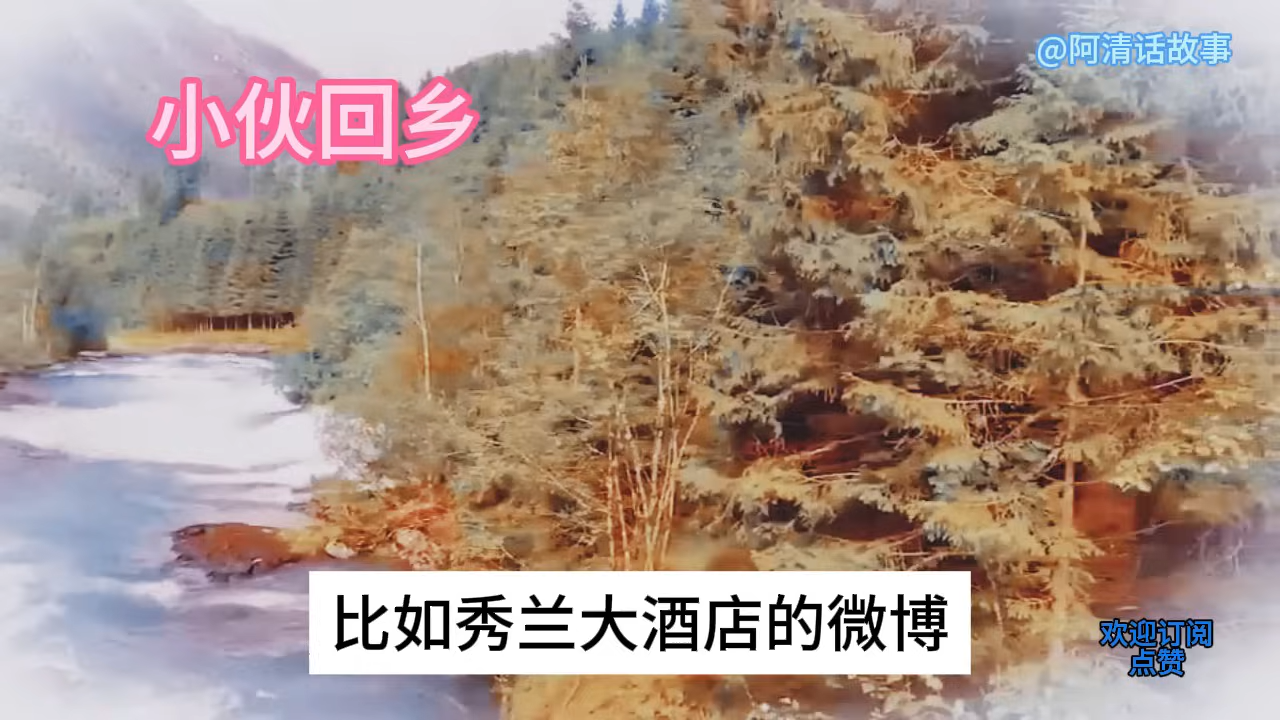 @阿清话故事
小伙回乡
比如秀兰大酒店的微博
欢迎订阅
点赞